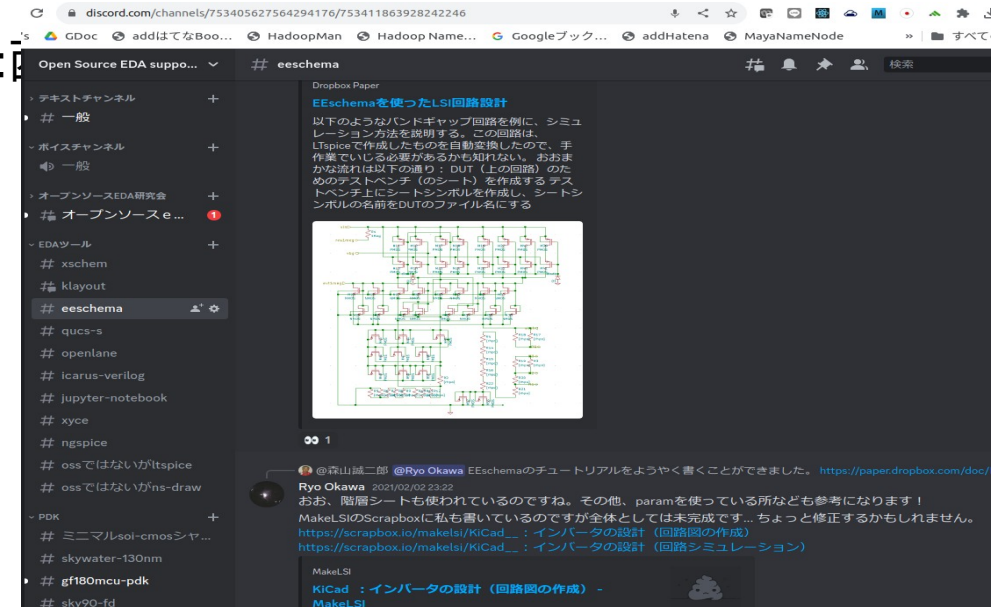 discord.com/channels/753405627564294176/753411863928242246
's GDoc addはてなBoo... HadoopMan Hadoop Name... Googleブック... addHatena MayaNameNode » すべての
Open Source EDA suppo...
# eeschema
検索
テキストチャンネル
# 一般
ボイスチャンネル
一般
オープンソースEDA研究会
オープンソースe... 1
EDAツール
# xschem
klayout
# eeschema
# qucs-s
# openlane
# icarus-verilog
# jupyter-notebook
# xyce
# ngspice
# ossではないがltspice
# ossではないがns-draw
PDK
# ミニマルsoi-cmosシャ...
# skywater-130nm
# gf180mcu-pdk
# sky90-fd
Dropbox Paper
EEschemaを使ったLSI回路設計
以下のようなバンドギャップ回路を例に、シミュ
レーション方法を説明する。この回路は、
LTspiceで作成したものを自動変換したので、手
作業でいじる必要があるかも知れない。 おおま
かな流れは以下の通り： DUT（上の回路）のた
めのテストベンチ（のシート）を作成する テス
トベンチ上にシートシンボルを作成し、シートシ
ンボルの名前をDUTのファイル名にする
1
@森山誠二郎 @Ryo Okawa EEschemaのチュートリアルをようやく書くことができました。 https://paper.dropbox.com/doc/
Ryo Okawa 2021/02/02 23:22
おお、階層シートも使われているのですね。その他、paramを使っている所なども参考になります！
MakeLSIのScrapboxに私も書いているのですが全体としては未完成です... ちょっと修正するかもしれません。
https://scrapbox.io/makelsi/KiCad__：インバータの設計（回路図の作成）
https://scrapbox.io/makelsi/KiCad__：インバータの設計（回路シミュレーション）
MakeLSI
KiCad ：インバータの設計（回路図の作成） -
MakeLSI